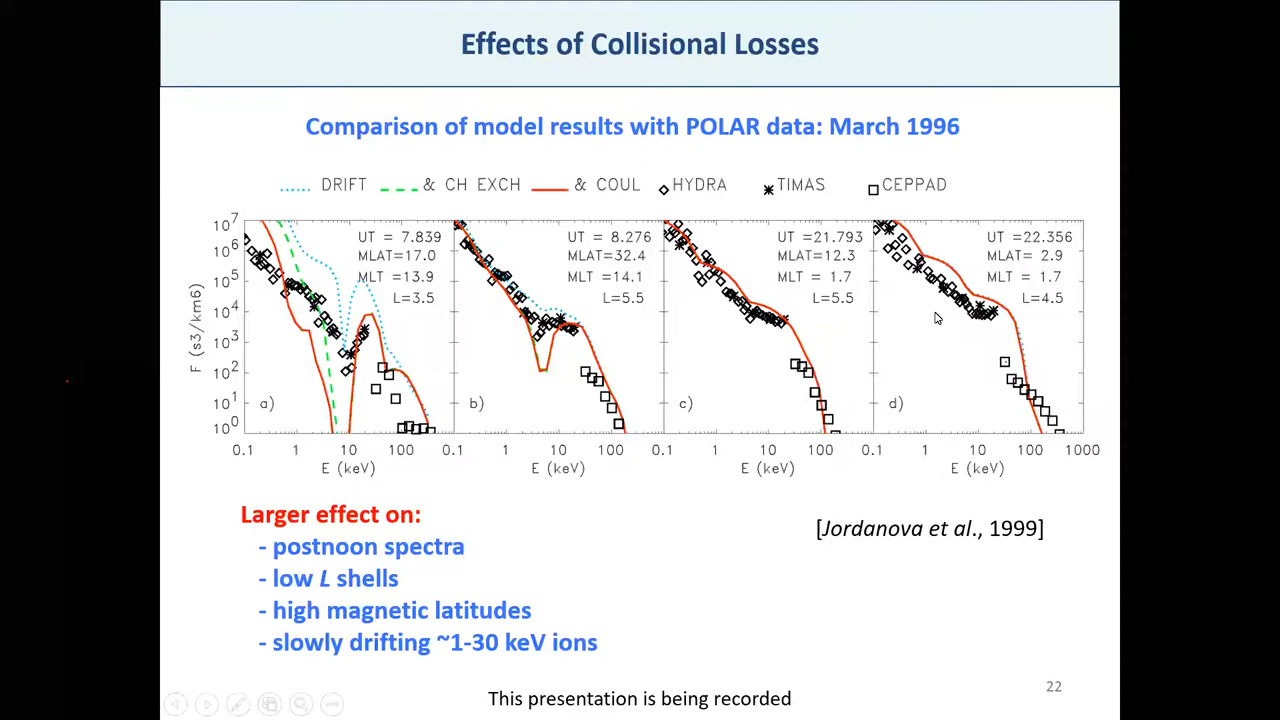 Effects of Collisional Losses
Comparison of model results with POLAR data: March 1996
DRIFT & CH EXCH & COUL HYDRA TIMAS CEPPAD
F (s3/km6)
10^7
10^6
10^5
10^4
10^3
10^2
10^1
10^0
UT = 7.839
MLAT=17.0
MLT =13.9
L=3.5
a)
UT = 8.276
MLAT=32.4
MLT =14.1
L=5.5
b)
UT =21.793
MLAT=12.3
MLT = 1.7
L=5.5
c)
UT =22.356
MLAT= 2.9
MLT = 1.7
L=4.5
d)
0.1 1 10 100 0.1 1 10 100 0.1 1 10 100 0.1 1 10 100 1000
E (keV) E (keV) E (keV) E (keV)
Larger effect on:
- postnoon spectra
- low L shells
- high magnetic latitudes
- slowly drifting ~1-30 keV ions
[Jordanova et al., 1999]
22
This presentation is being recorded